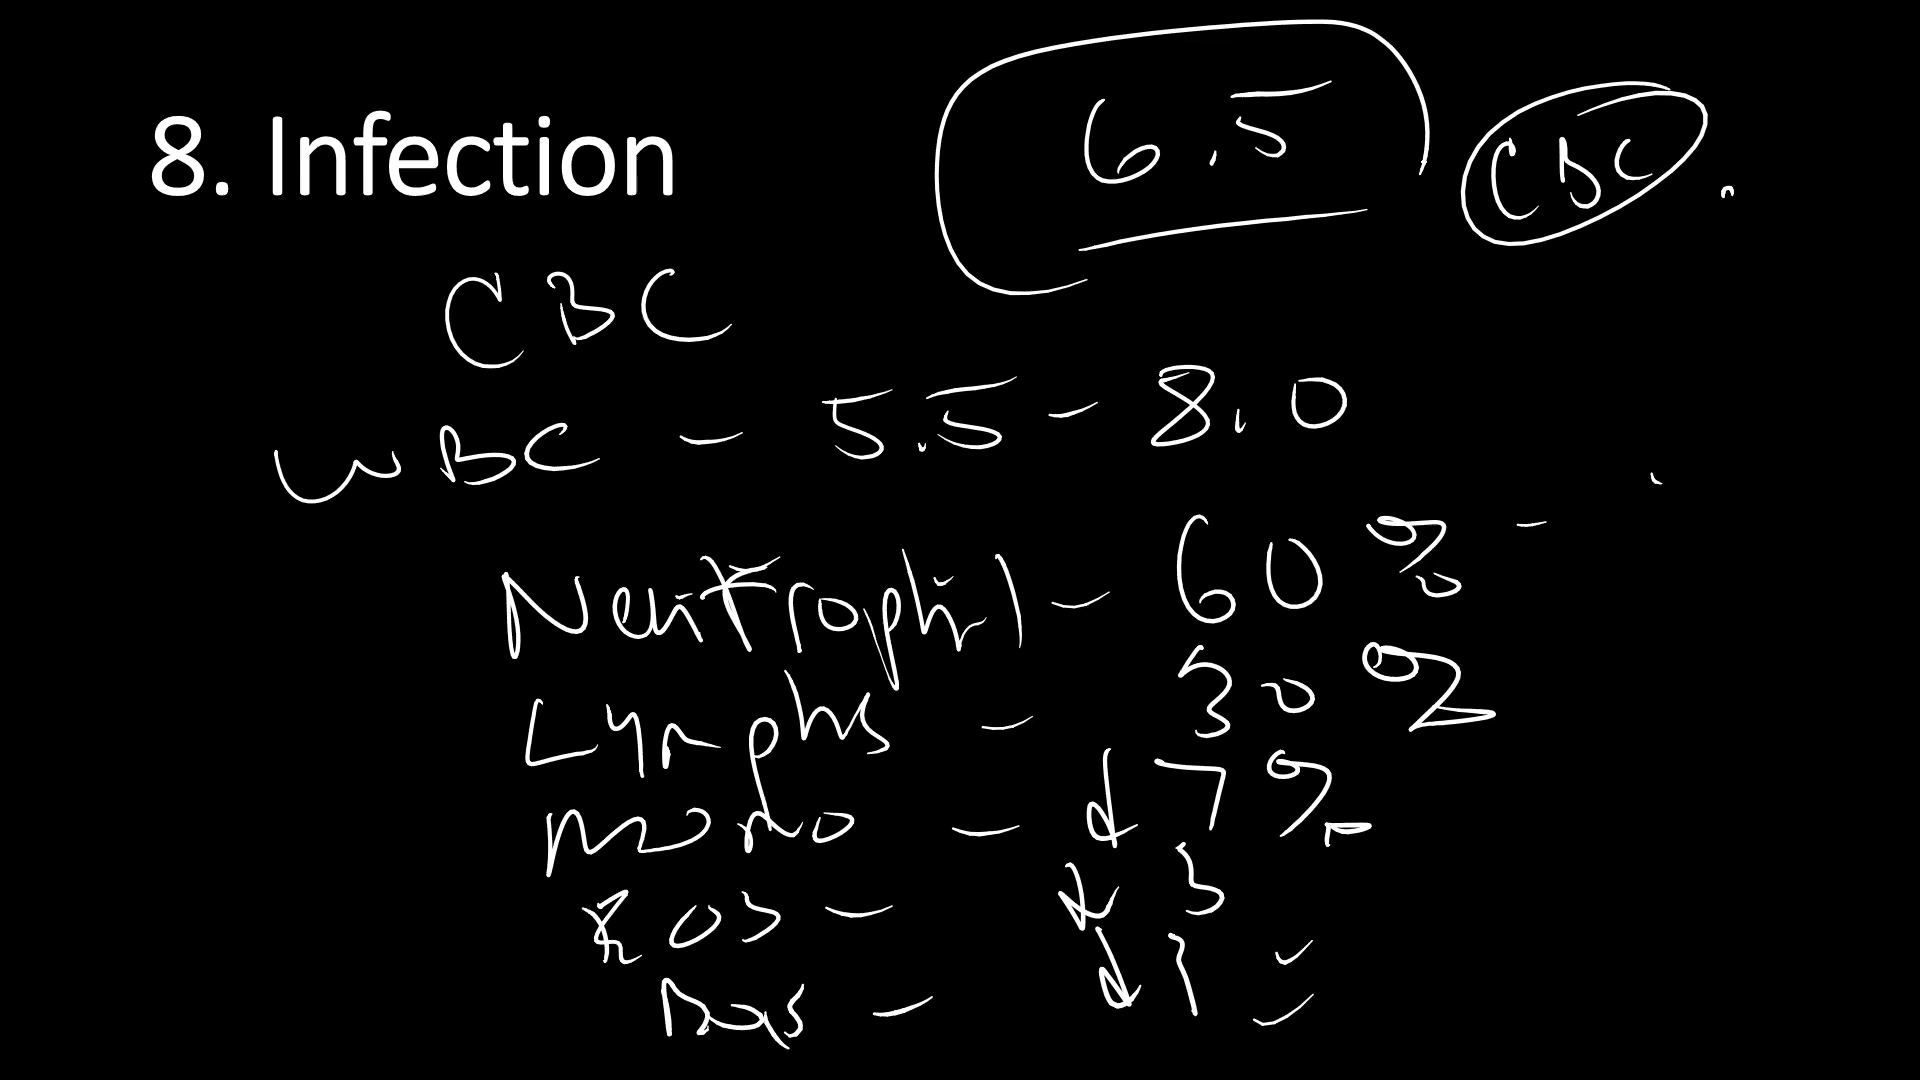 8. Infection
6.5
CBC
CBC
WBC - 5.5 - 8.0
Neutrophil - 60%
Lymphs - 30%
Mono - <7%
Eos - <3
Bas - <1